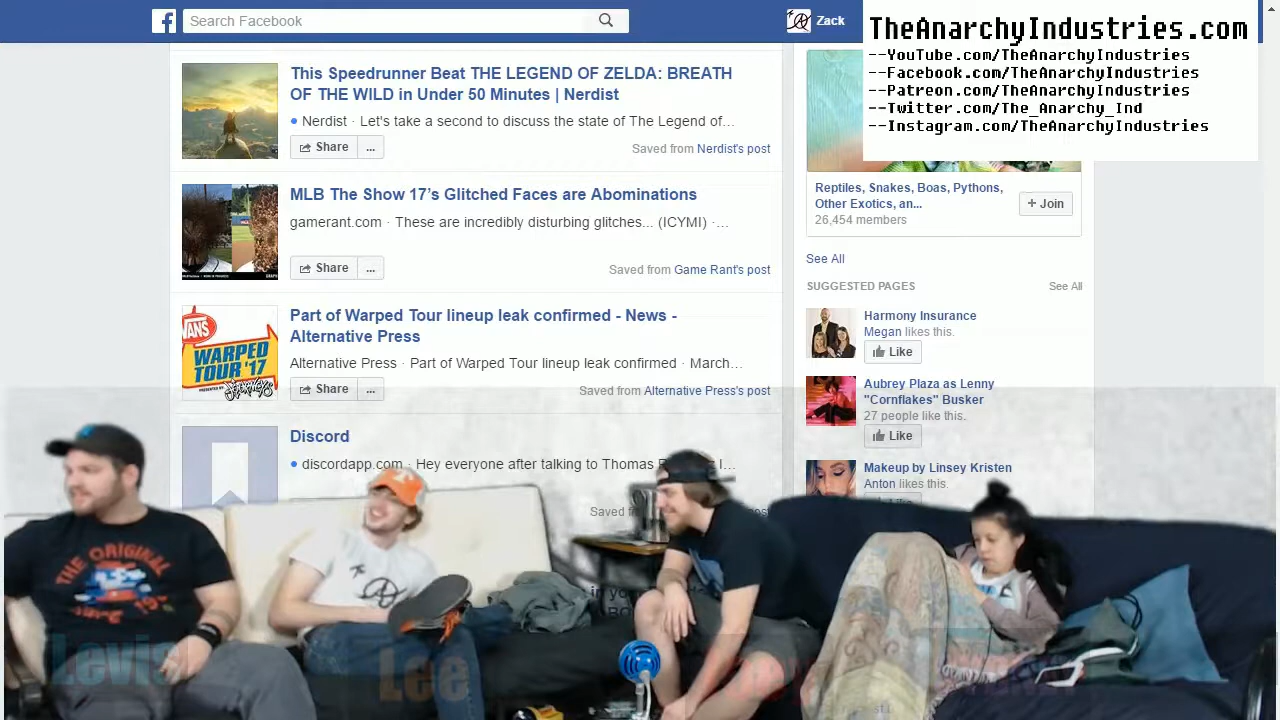 Search Facebook
Zack
TheAnarchyIndustries.com
--YouTube.com/TheAnarchyIndustries
--Facebook.com/TheAnarchyIndustries
--Patreon.com/TheAnarchyIndustries
--Twitter.com/The_Anarchy_Ind
--Instagram.com/TheAnarchyIndustries
This Speedrunner Beat THE LEGEND OF ZELDA: BREATH
OF THE WILD in Under 50 Minutes | Nerdist
Nerdist · Let's take a second to discuss the state of The Legend of...
Share ...
Saved from Nerdist's post
MLB The Show 17's Glitched Faces are Abominations
gamerant.com · These are incredibly disturbing glitches... (ICYMI) ·...
Share ...
Saved from Game Rant's post
VANS
WARPED
TOUR '17
Part of Warped Tour lineup leak confirmed - News -
Alternative Press
Alternative Press · Part of Warped Tour lineup leak confirmed · March...
Share ...
Saved from Alternative Press's post
Discord
discordapp.com · Hey everyone after talking to Thomas
Saved
Reptiles, Snakes, Boas, Pythons,
Other Exotics, an...
26,454 members
+ Join
See All
SUGGESTED PAGES
See All
Harmony Insurance
Megan likes this.
Like
Aubrey Plaza as Lenny
"Cornflakes" Busker
27 people like this.
Like
Makeup by Linsey Kristen
Anton likes this.
THE ORIGINAL
Levis
Lee